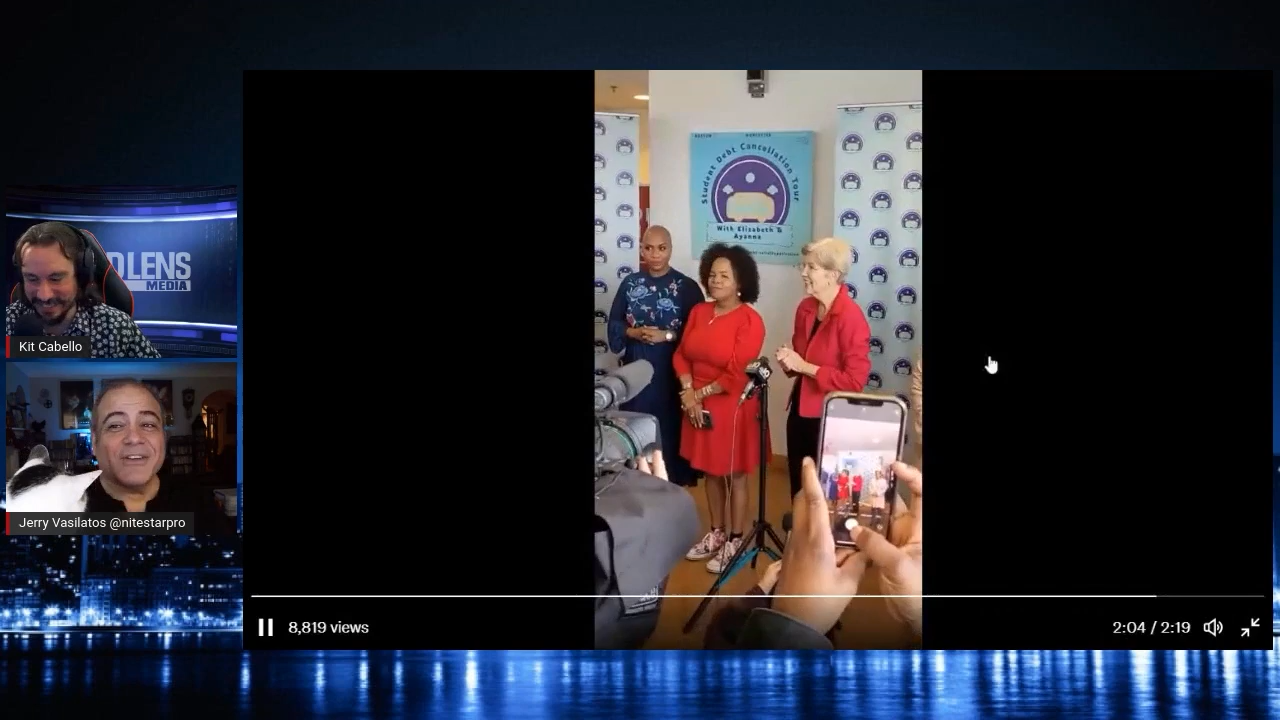 DLENS
MEDIA
Kit Cabello
Jerry Vasilatos @nitestarpro
Student Debt Cancellation Tour
With Elizabeth &
Ayanna
8,819 views
2:04 / 2:19